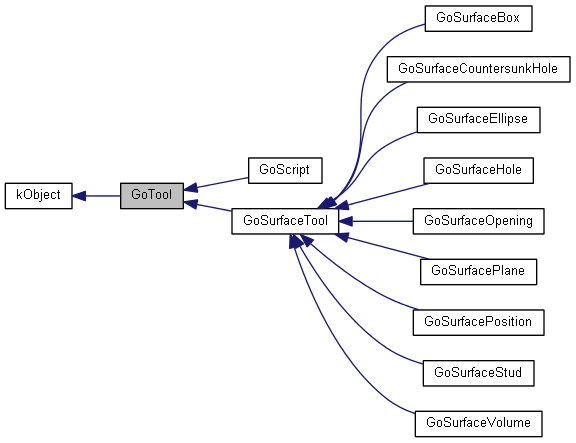 GoSurfaceBox
GoSurfaceCountersunkHole
GoSurfaceEllipse
GoScript
GoSurfaceHole
kObject
GoTool
GoSurfaceTool
GoSurfaceOpening
GoSurfacePlane
GoSurfacePosition
GoSurfaceStud
GoSurfaceVolume